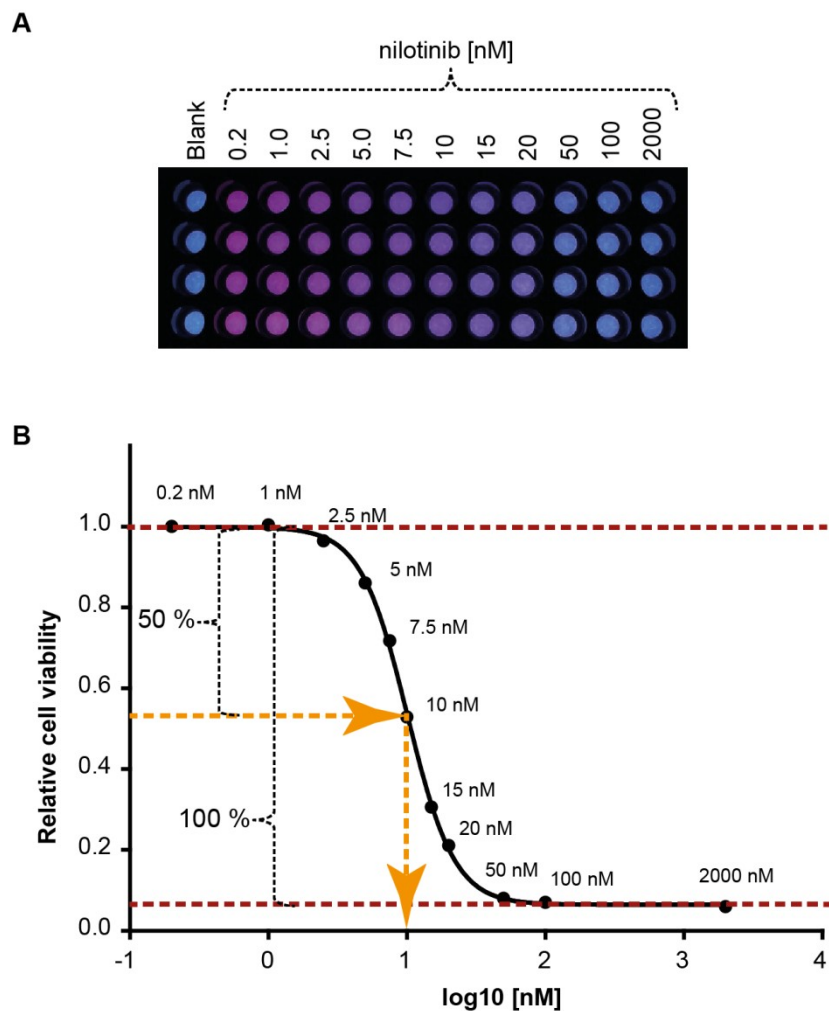 A
nilotinib [nM]
Blank 0.2 1.0 2.5 5.0 7.5 10 15 20 50 100 2000
B
Relative cell viability
0.2 nM
1 nM
2.5 nM
5 nM
7.5 nM
10 nM
15 nM
20 nM
50 nM
100 nM
2000 nM
50 %
100 %
1.0
0.8
0.6
0.4
0.2
0.0
-1 0 1 2 3 4
log10 [nM]